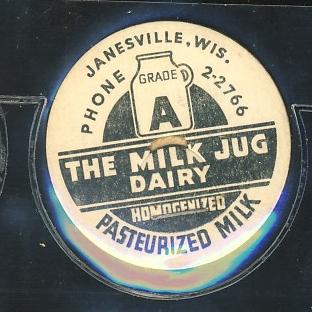 JANESVILLE, WIS.
PHONE 2-2766
GRADE
A
THE MILK JUG
DAIRY
HOMOGENIZED
PASTEURIZED MILK